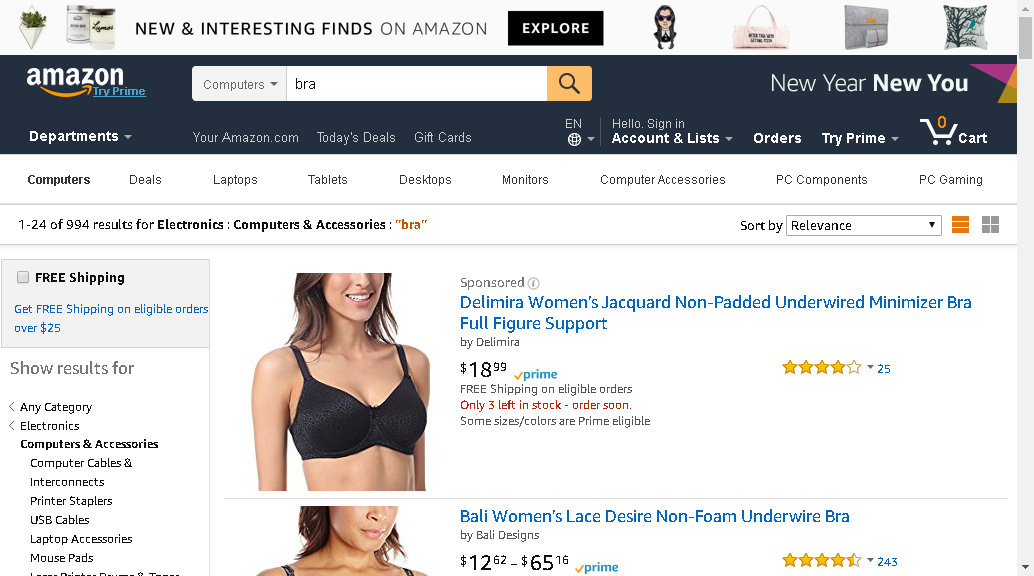 NEW & INTERESTING FINDS ON AMAZON
EXPLORE
amazon
Try Prime
Computers
bra
New Year New You
Departments
Your Amazon.com
Today's Deals
Gift Cards
EN
Hello. Sign in
Account & Lists
Orders
Try Prime
0
Cart
Computers
Deals
Laptops
Tablets
Desktops
Monitors
Computer Accessories
PC Components
PC Gaming
1-24 of 994 results for Electronics : Computers & Accessories : "bra"
Sort by
Relevance
FREE Shipping
Get FREE Shipping on eligible orders
over $25
Show results for
Any Category
Electronics
Computers & Accessories
Computer Cables &
Interconnects
Printer Staplers
USB Cables
Laptop Accessories
Mouse Pads
Sponsored
Delimira Women's Jacquard Non-Padded Underwired Minimizer Bra
Full Figure Support
by Delimira
$18 99 prime
FREE Shipping on eligible orders
Only 3 left in stock - order soon.
Some sizes/colors are Prime eligible
25
Bali Women's Lace Desire Non-Foam Underwire Bra
by Bali Designs
$12 62 - $65 16 prime
243